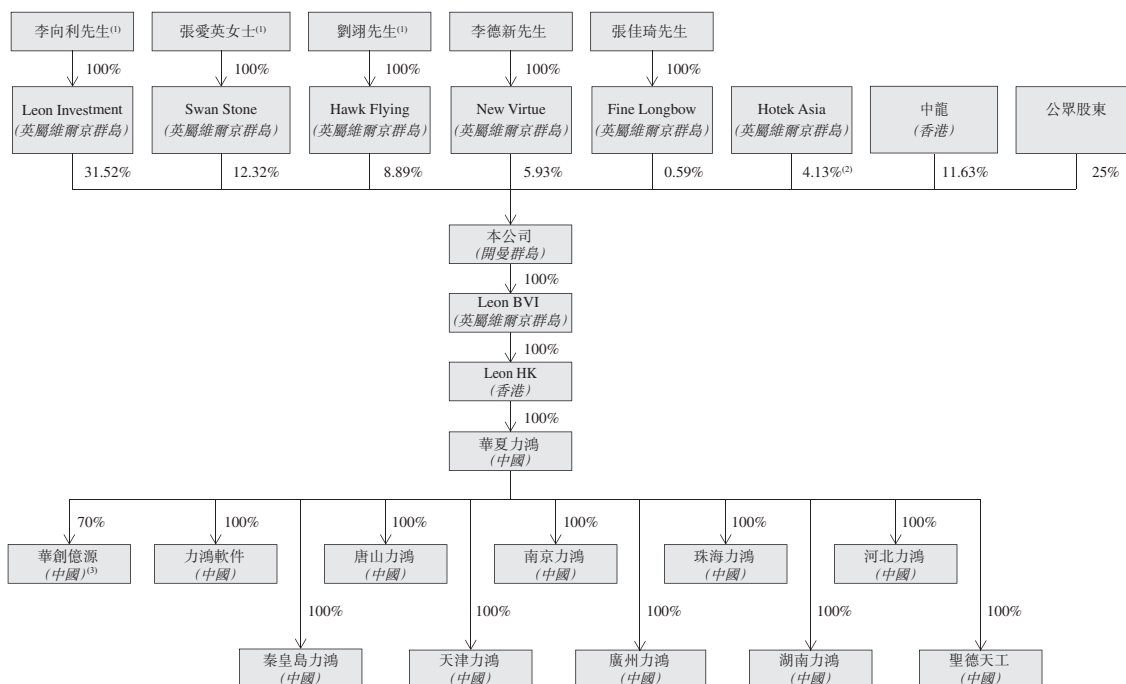 李向利先生(1)
張愛英女士(1)
劉翊先生(1)
李德新先生
張佳琦先生
100%
100%
100%
100%
100%
Leon Investment
(英屬維爾京群島)
Swan Stone
(英屬維爾京群島)
Hawk Flying
(英屬維爾京群島)
New Virtue
(英屬維爾京群島)
Fine Longbow
(英屬維爾京群島)
Hotek Asia
(英屬維爾京群島)
中龍
(香港)
公眾股東
31.52%
12.32%
8.89%
5.93%
0.59%
4.13%(2)
11.63%
25%
本公司
(開曼群島)
100%
Leon BVI
(英屬維爾京群島)
100%
Leon HK
(香港)
100%
華夏力鴻
(中國)
70%
100%
100%
100%
100%
100%
華創億源
(中國)(3)
力鴻軟件
(中國)
唐山力鴻
(中國)
南京力鴻
(中國)
珠海力鴻
(中國)
河北力鴻
(中國)
100%
100%
100%
100%
100%
秦皇島力鴻
(中國)
天津力鴻
(中國)
廣州力鴻
(中國)
湖南力鴻
(中國)
聖德天工
(中國)